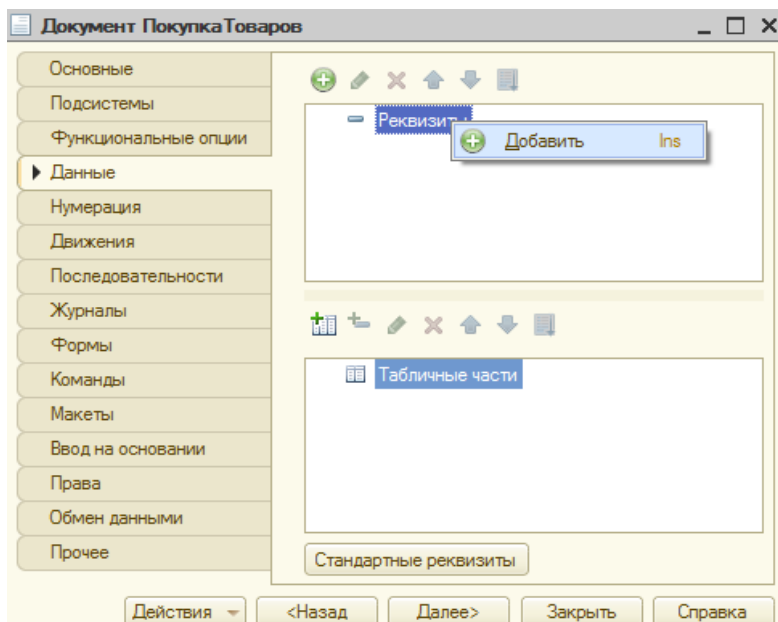 Документ ПокупкаТоваров
Основные
Подсистемы
Функциональные опции
Данные
Нумерация
Движения
Последовательности
Журналы
Формы
Команды
Макеты
Ввод на основании
Права
Обмен данными
Прочее
Реквизиты
Добавить Ins
Табличные части
Стандартные реквизиты
Действия <Назад Далее> Закрыть Справка